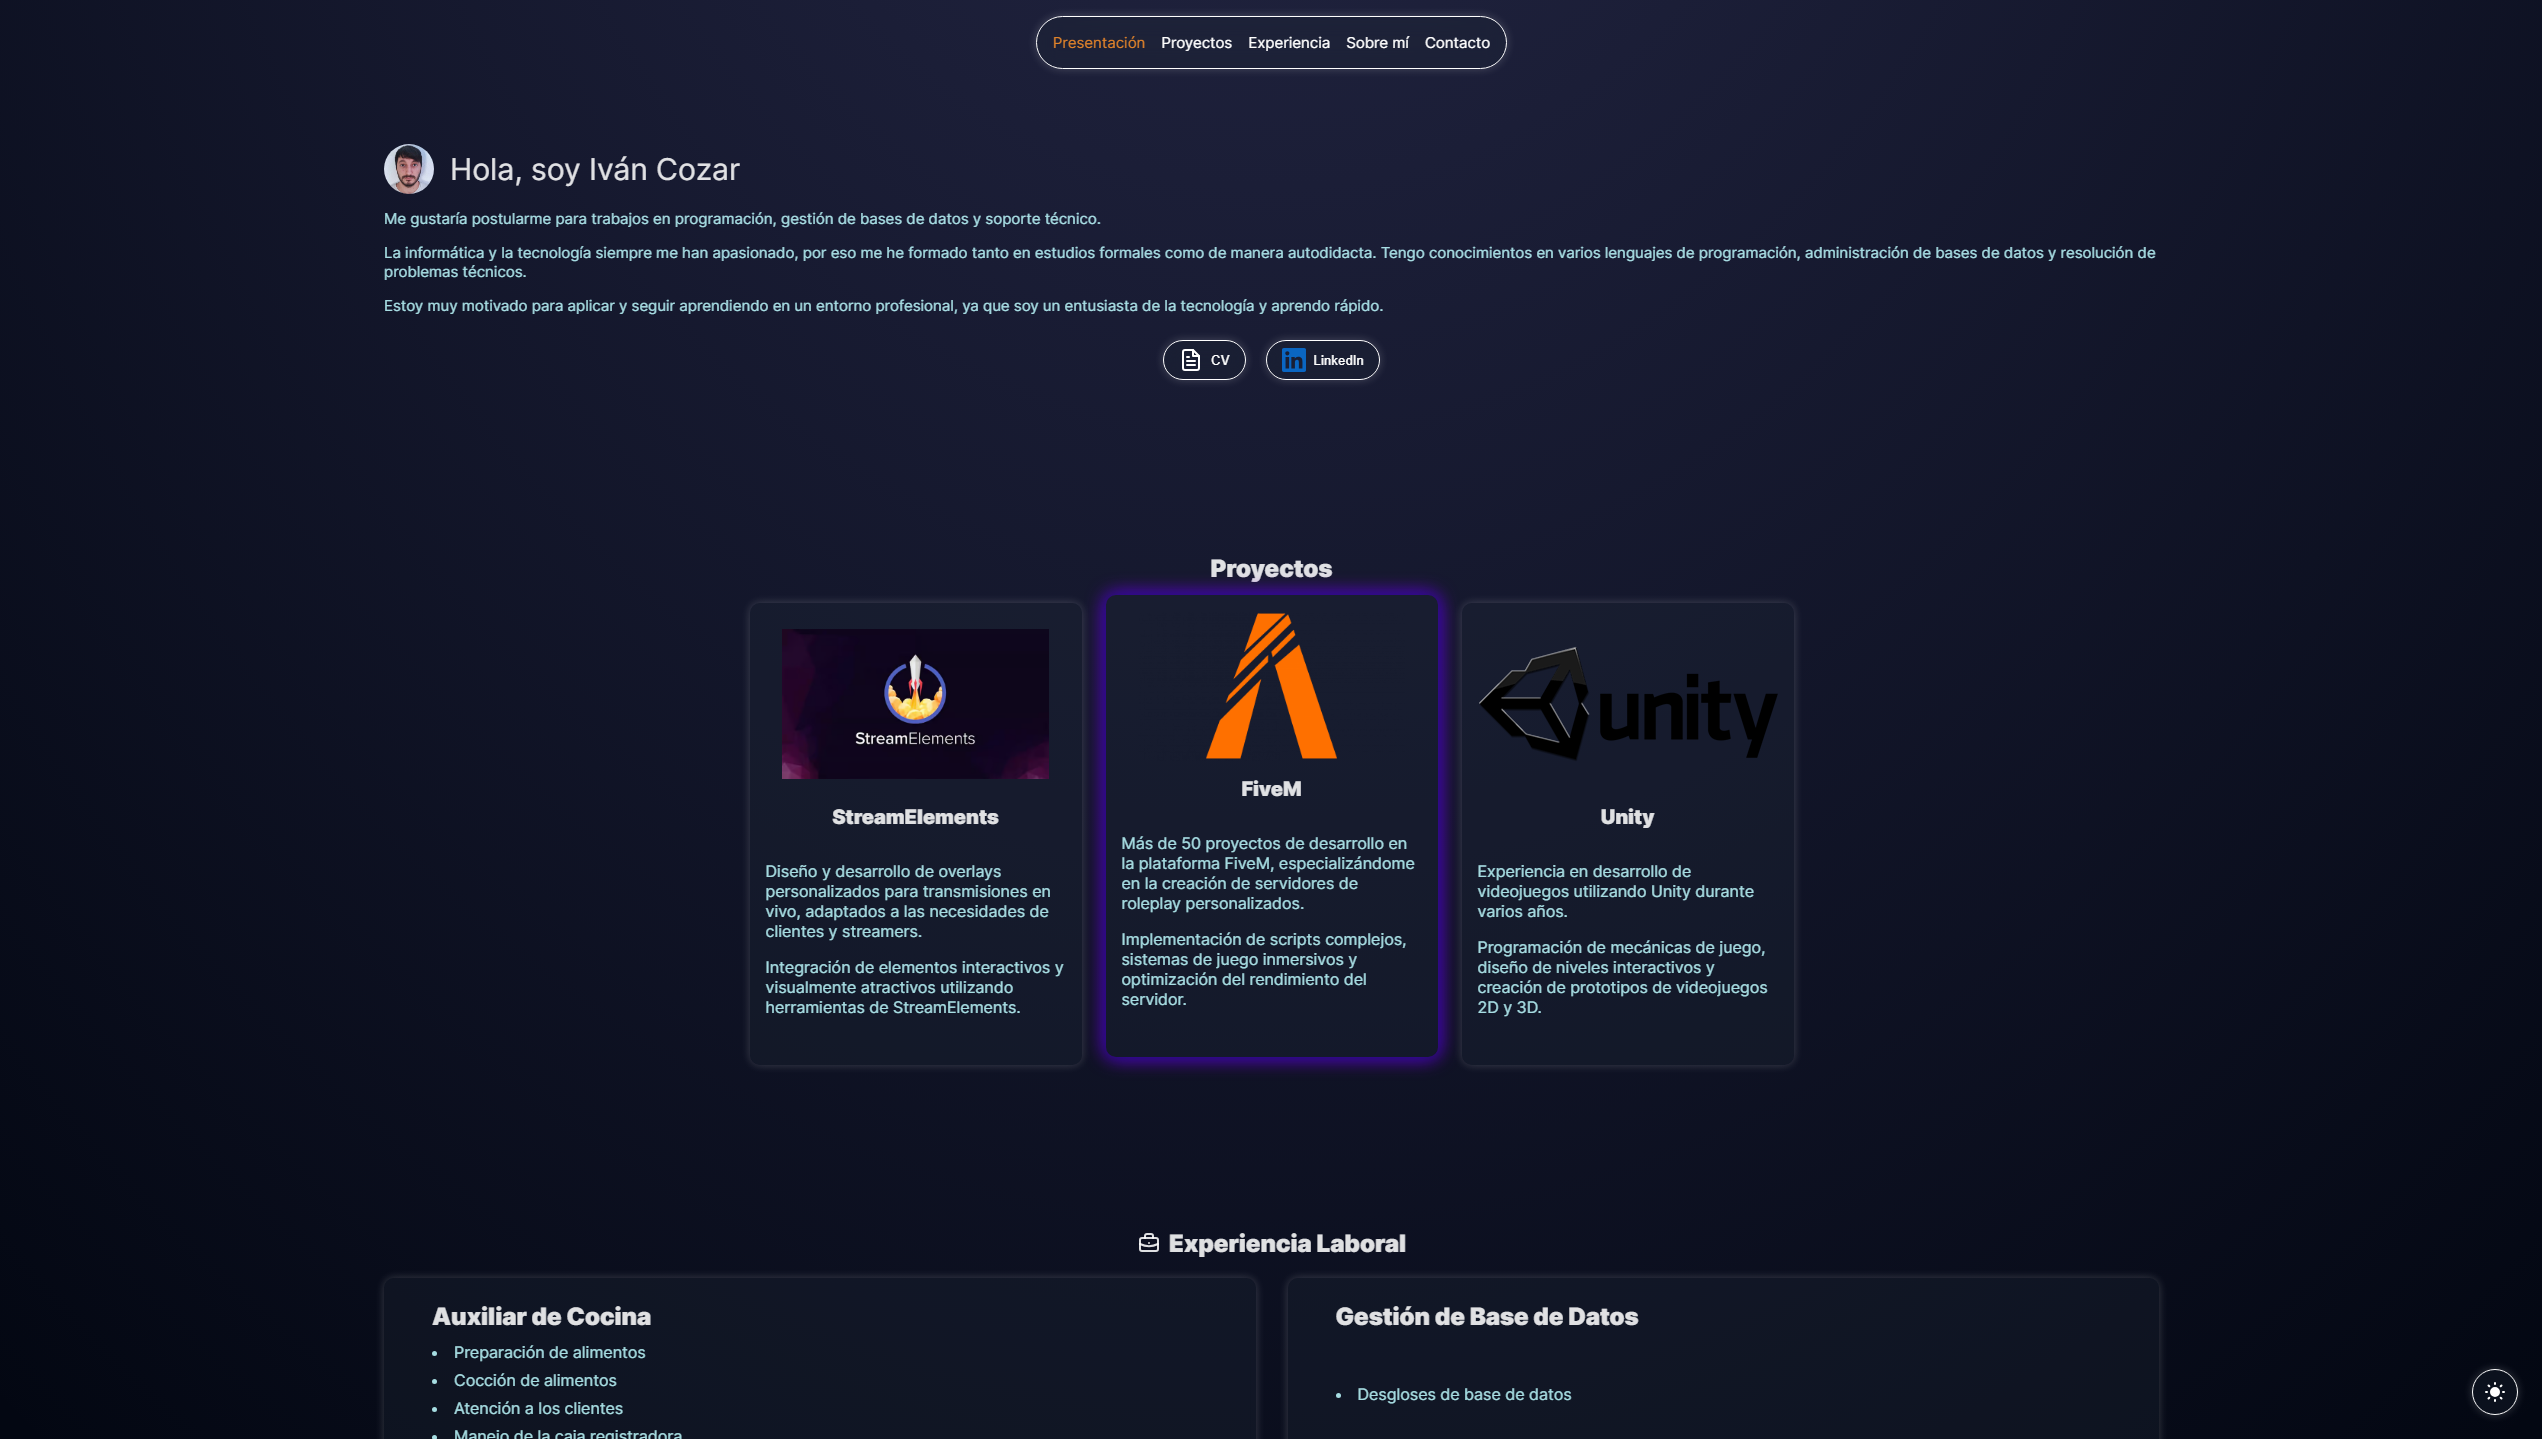 Presentación Proyectos Experiencia Sobre mí Contacto
Hola, soy Iván Cozar
Me gustaría postularme para trabajos en programación, gestión de bases de datos y soporte técnico.
La informática y la tecnología siempre me han apasionado, por eso me he formado tanto en estudios formales como de manera autodidacta. Tengo conocimientos en varios lenguajes de programación, administración de bases de datos y resolución de
problemas técnicos.
Estoy muy motivado para aplicar y seguir aprendiendo en un entorno profesional, ya que soy un entusiasta de la tecnología y aprendo rápido.
CV
LinkedIn
Proyectos
StreamElements
StreamElements
Diseño y desarrollo de overlays
personalizados para transmisiones en
vivo, adaptados a las necesidades de
clientes y streamers.
Integración de elementos interactivos y
visualmente atractivos utilizando
herramientas de StreamElements.
FiveM
Más de 50 proyectos de desarrollo en
la plataforma FiveM, especializándome
en la creación de servidores de
roleplay personalizados.
Implementación de scripts complejos,
sistemas de juego inmersivos y
optimización del rendimiento del
servidor.
unity
Unity
Experiencia en desarrollo de
videojuegos utilizando Unity durante
varios años.
Programación de mecánicas de juego,
diseño de niveles interactivos y
creación de prototipos de videojuegos
2D y 3D.
Experiencia Laboral
Auxiliar de Cocina
• Preparación de alimentos
• Cocción de alimentos
• Atención a los clientes
• Manejo de la caja registradora
Gestión de Base de Datos
• Desgloses de base de datos